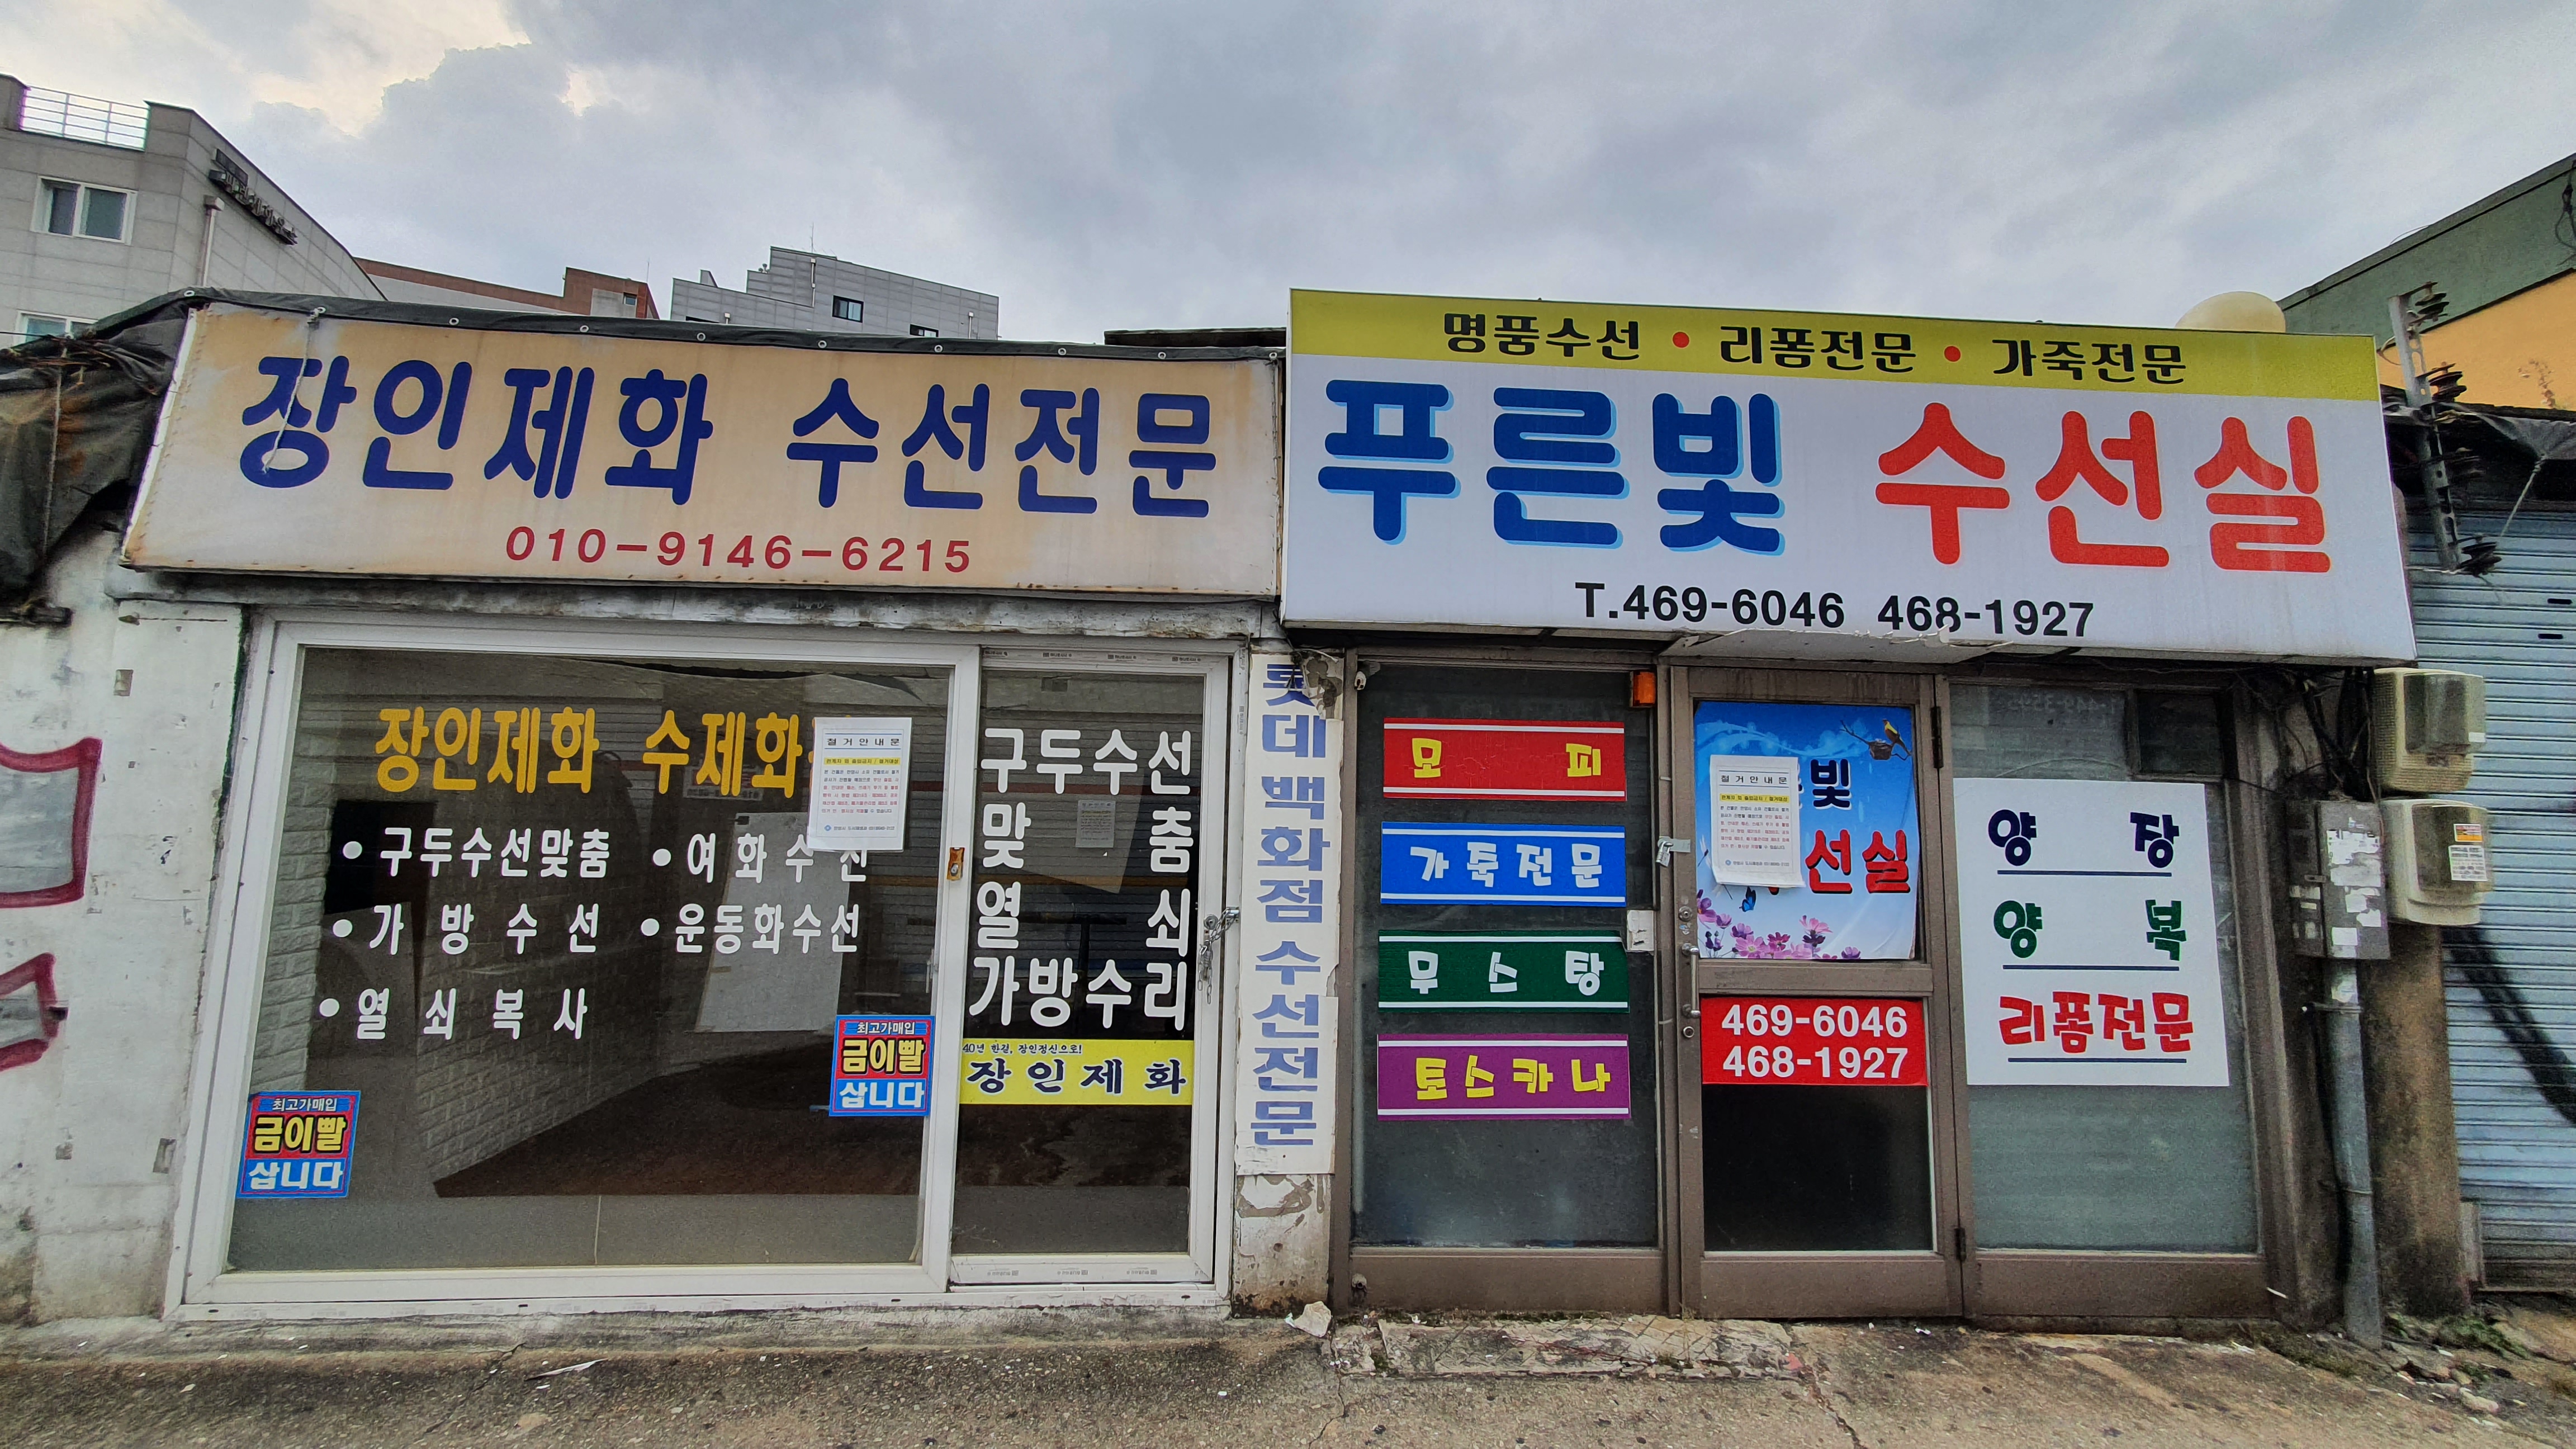 장인제화 수선전문
010-9146-6215
장인제화 수제화
• 구두수선맞춤 • 여화수선
• 가방수선 • 운동화수선
• 열쇠복사
최고가매입
금이빨
삽니다
최고가매입
금이빨
삽니다
철거안내문
구두수선
맞춤
열쇠
가방수리
40년 한결, 장인정신으로!
장인제화
롯데백화점 수선전문
명품수선 • 리폼전문 • 가죽전문
푸른빛 수선실
T.469-6046 468-1927
모피
가죽전문
무스탕
토스카나
철거안내문
빛
선실
469-6046
468-1927
양장
양복
리폼전문